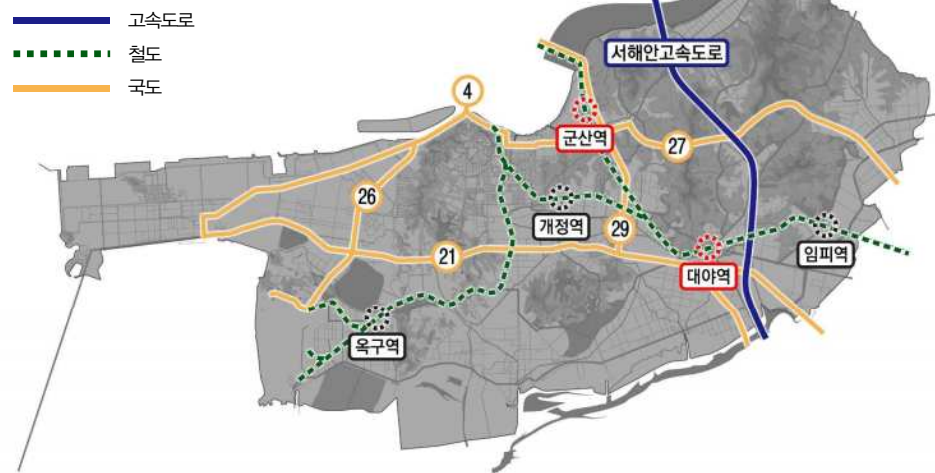 고속도로
철도
국도
서해안고속도로
4
군산역
27
26
개정역
29
21
대야역
임피역
옥구역